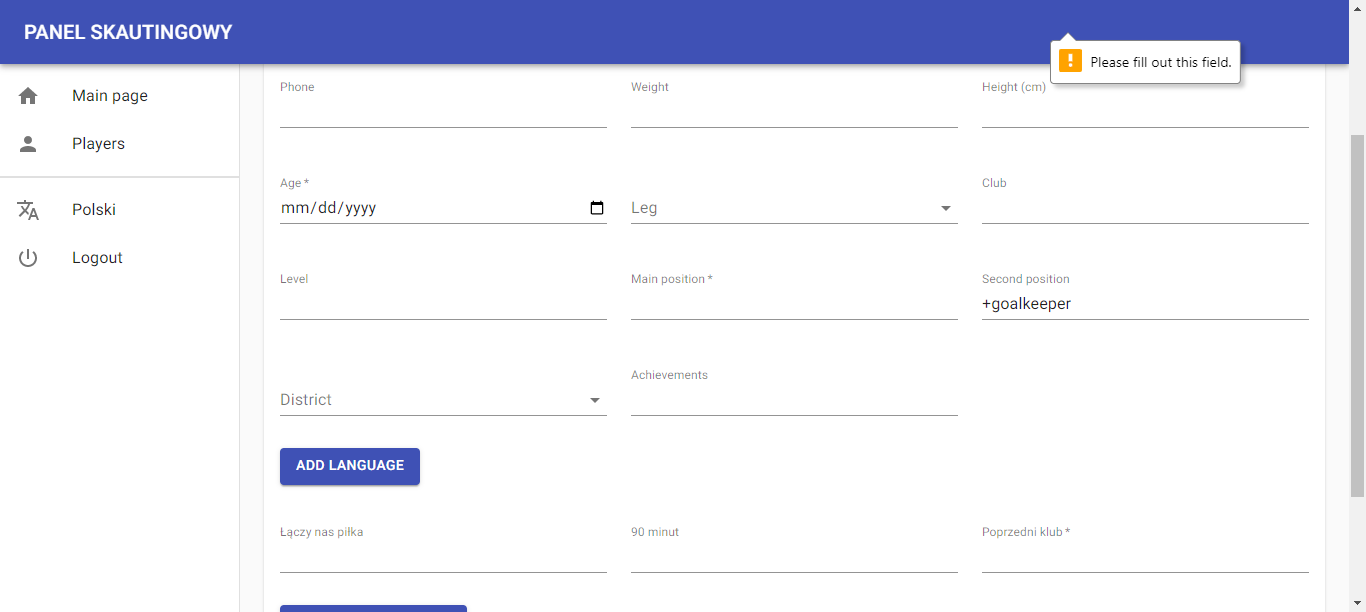 PANEL SKAUTINGOWY
Please fill out this field.
Main page
Players
Polski
Logout
Phone
Weight
Height (cm)
Age *
mm/dd/yyyy
Leg
Club
Level
Main position *
Second position
+goalkeeper
District
Achievements
ADD LANGUAGE
Łączy nas piłka
90 minut
Poprzedni klub *